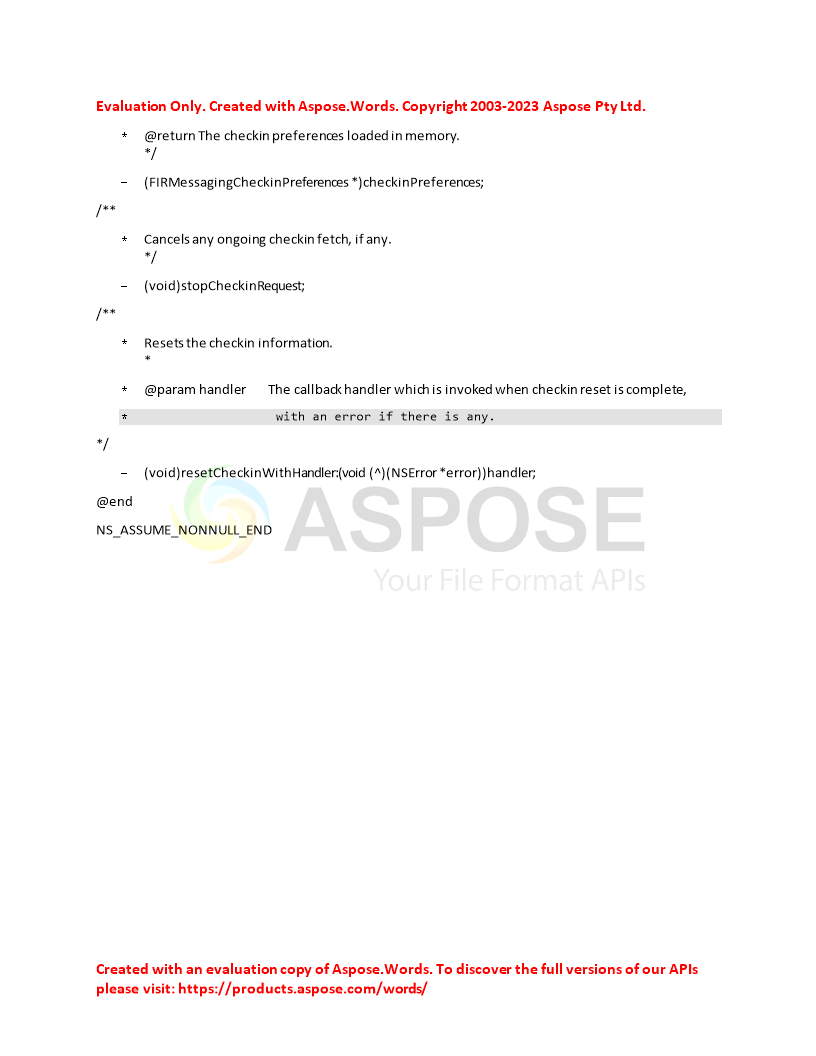 Evaluation Only. Created with Aspose.Words. Copyright 2003-2023 Aspose Pty Ltd.
* @return The checkin preferences loaded in memory.
*/
– (FIRMessagingCheckinPreferences *)checkinPreferences;
/**
* Cancels any ongoing checkin fetch, if any.
*/
– (void)stopCheckinRequest;
/**
* Resets the checkin information.
*
* @param handler The callback handler which is invoked when checkin reset is complete,
* with an error if there is any.
*/
– (void)resetCheckinWithHandler:(void (^)(NSError *error))handler;
@end
ASPOSE
NS_ASSUME_NONNULL_END
Your File Format APIs
Created with an evaluation copy of Aspose.Words. To discover the full versions of our APIs
please visit: https://products.aspose.com/words/